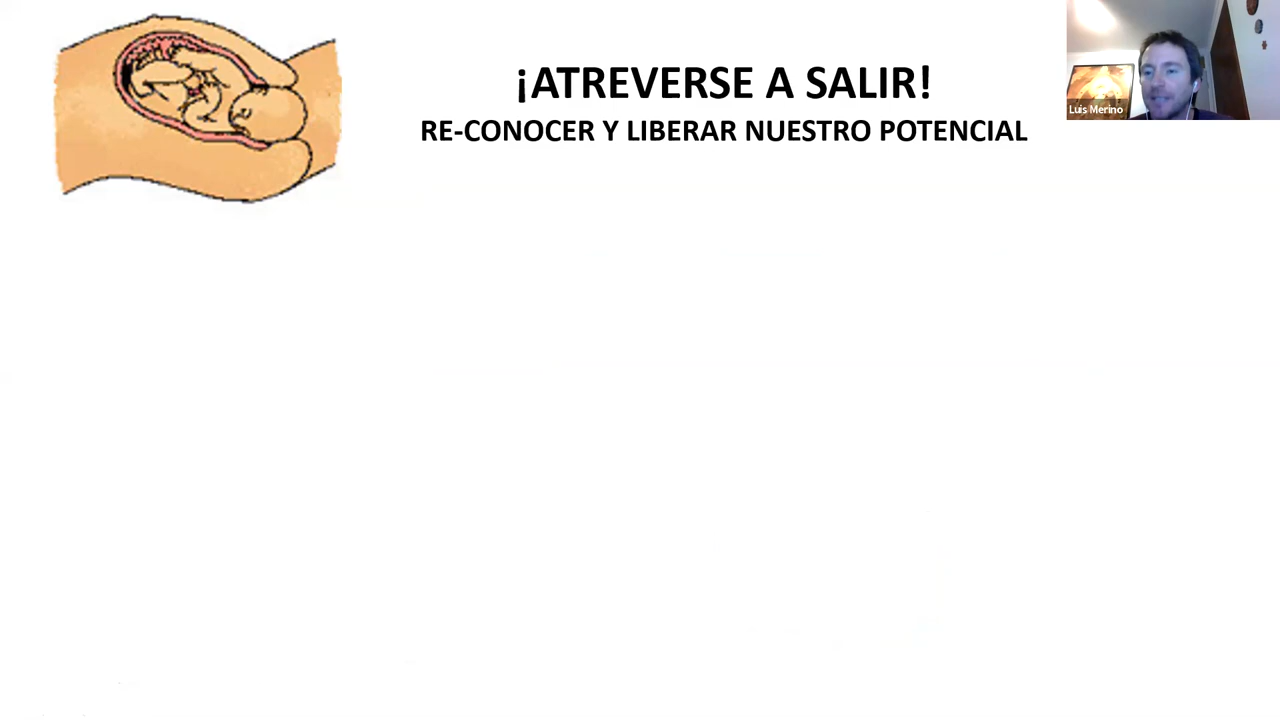 ¡ATREVERSE A SALIR!
RE-CONOCER Y LIBERAR NUESTRO POTENCIAL
Luis Merino